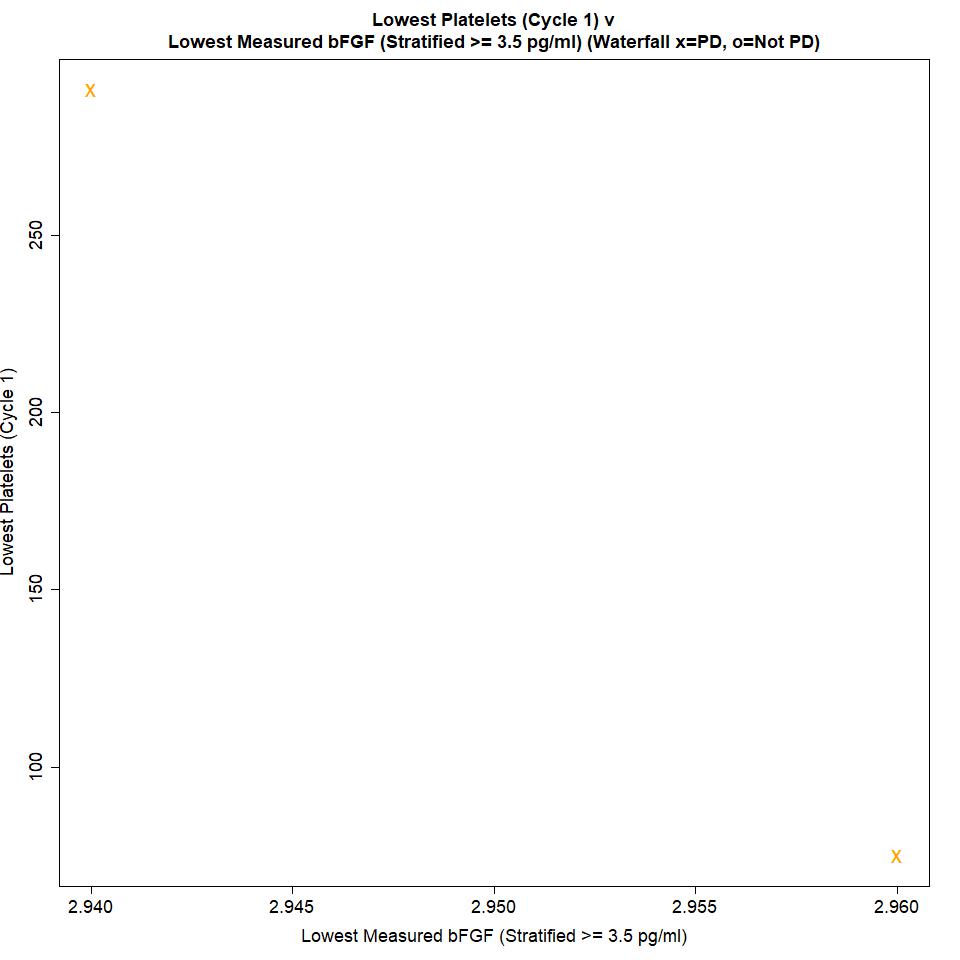 Lowest Platelets (Cycle 1) v
Lowest Measured bFGF (Stratified >= 3.5 pg/ml) (Waterfall x=PD, o=Not PD)
X
250
200
150
100
Lowest Platelets (Cycle 1)
X
2.940 2.945 2.950 2.955 2.960
Lowest Measured bFGF (Stratified >= 3.5 pg/ml)